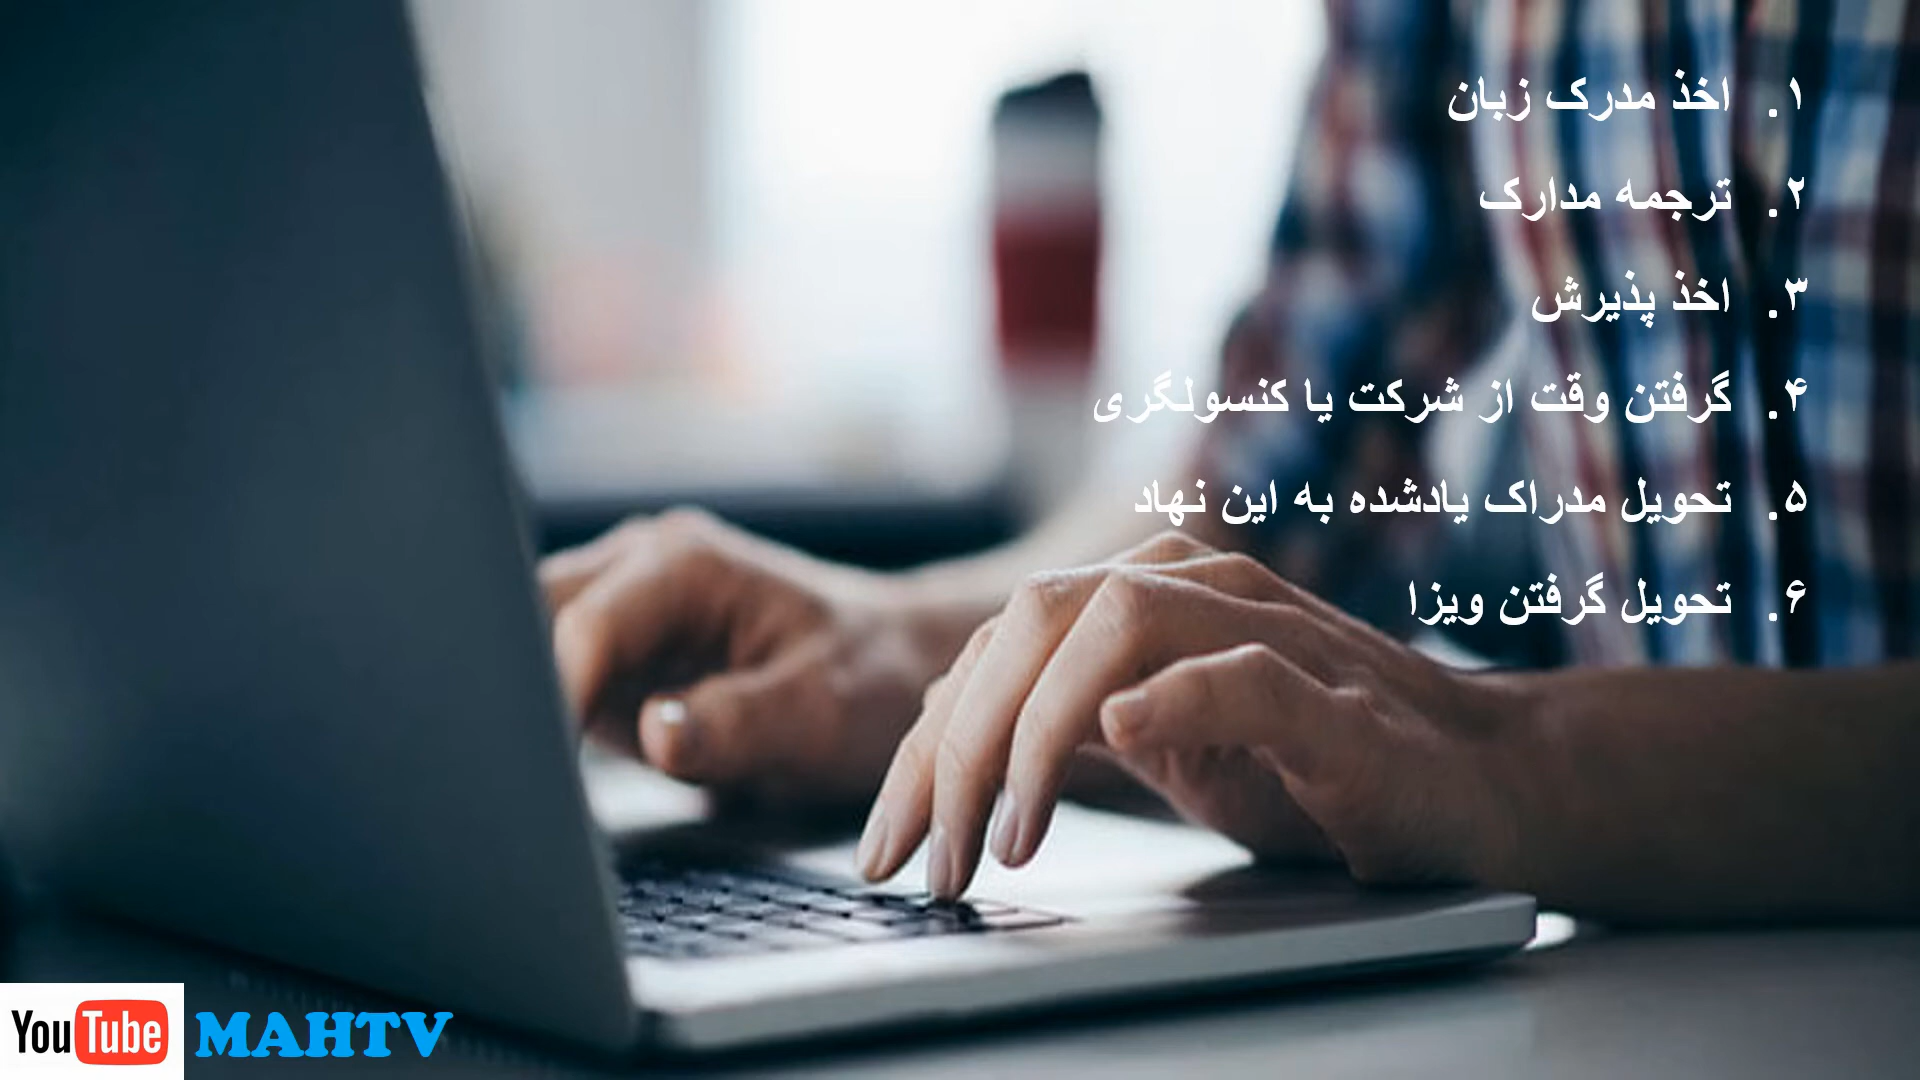 ۱. اخذ مدرک زبان
۲. ترجمه مدارک
۳. اخذ پذیرش
۴. گرفتن وقت از شرکت یا کنسولگری
۵. تحویل مدراک یادشده به این نهاد
۶. تحویل گرفتن ویزا
YouTube MAHTV